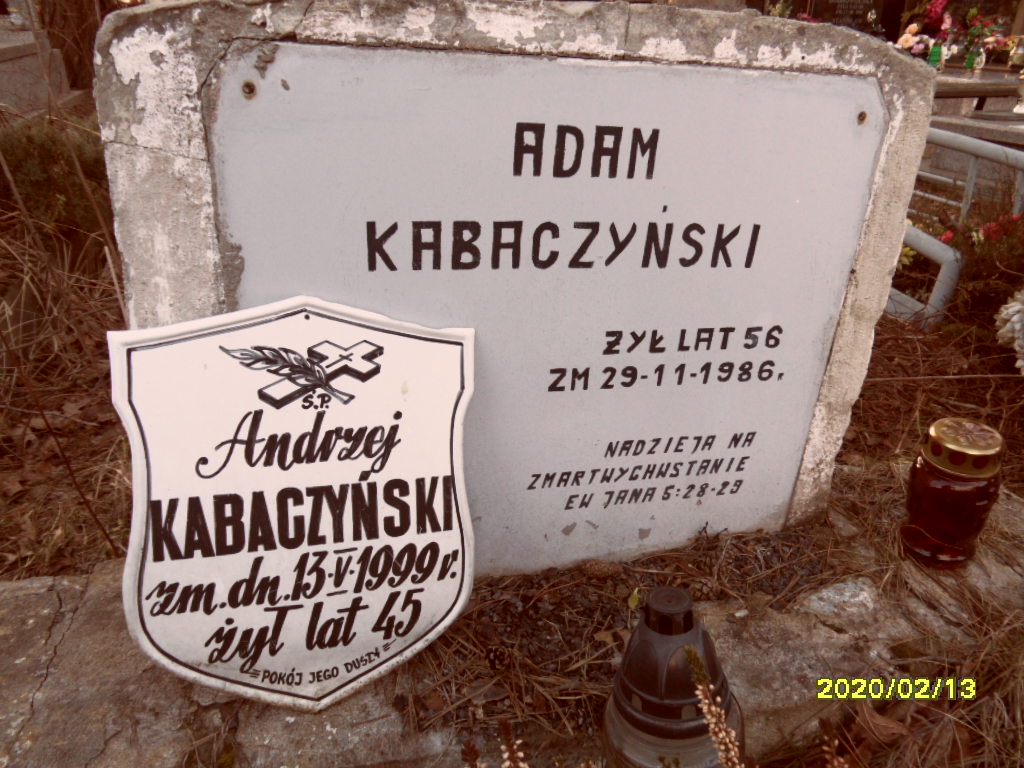 ADAM
KABACZYŃSKI
ŻYŁ LAT 56
ZM 29-11-1986r.
NADZIEJA NA
ZMARTWYCHWSTANIE
EW JANA 5:28-29
Ś.P.
Andrzej
KABACZYŃSKI
zm. dn. 13-V-1999 r.
żył lat 45
POKÓJ JEGO DUSZY
2020/02/13